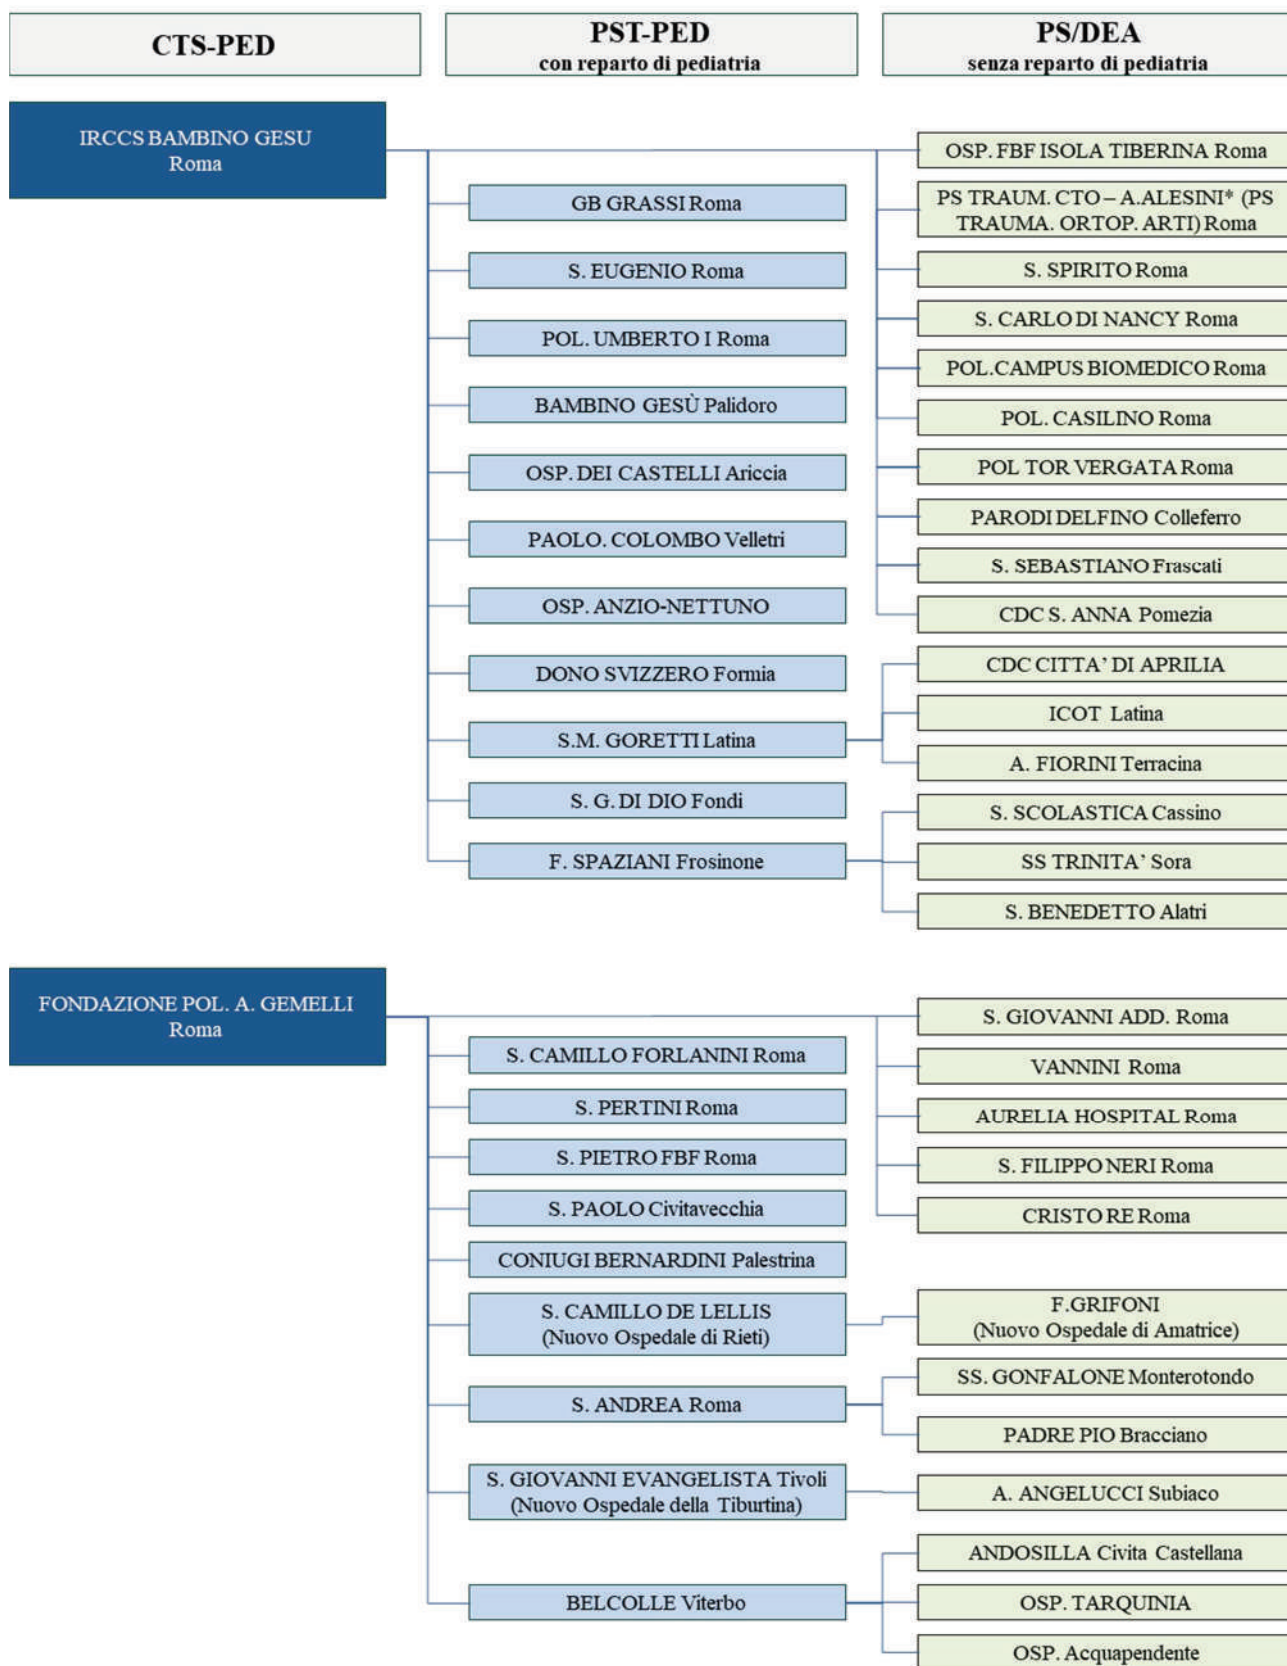 CTS-PED
PST-PED
con reparto di pediatria
PS/DEA
senza reparto di pediatria
IRCCS BAMBINO GESU
Roma
GB GRASSI Roma
S. EUGENIO Roma
POL. UMBERTO I Roma
BAMBINO GESÙ Palidoro
OSP. DEI CASTELLI Ariccia
PAOLO. COLOMBO Velletri
OSP. ANZIO-NETTUNO
DONO SVIZZERO Formia
S.M. GORETTI Latina
S. G. DI DIO Fondi
F. SPAZIANI Frosinone
OSP. FBF ISOLA TIBERINA Roma
PS TRAUM. CTO – A.ALESINI* (PS
TRAUMA. ORTOP. ARTI) Roma
S. SPIRITO Roma
S. CARLO DI NANCY Roma
POL.CAMPUS BIOMEDICO Roma
POL. CASILINO Roma
POL TOR VERGATA Roma
PARODI DELFINO Colleferro
S. SEBASTIANO Frascati
CDC S. ANNA Pomezia
CDC CITTA’ DI APRILIA
ICOT Latina
A. FIORINI Terracina
S. SCOLASTICA Cassino
SS TRINITA’ Sora
S. BENEDETTO Alatri
FONDAZIONE POL. A. GEMELLI
Roma
S. CAMILLO FORLANINI Roma
S. PERTINI Roma
S. PIETRO FBF Roma
S. PAOLO Civitavecchia
CONIUGI BERNARDINI Palestrina
S. CAMILLO DE LELLIS
(Nuovo Ospedale di Rieti)
S. ANDREA Roma
S. GIOVANNI EVANGELISTA Tivoli
(Nuovo Ospedale della Tiburtina)
BELCOLLE Viterbo
S. GIOVANNI ADD. Roma
VANNINI Roma
AURELIA HOSPITAL Roma
S. FILIPPO NERI Roma
CRISTO RE Roma
F.GRIFONI
(Nuovo Ospedale di Amatrice)
SS. GONFALONE Monterotondo
PADRE PIO Bracciano
A. ANGELUCCI Subiaco
ANDOSILLA Civita Castellana
OSP. TARQUINIA
OSP. Acquapendente